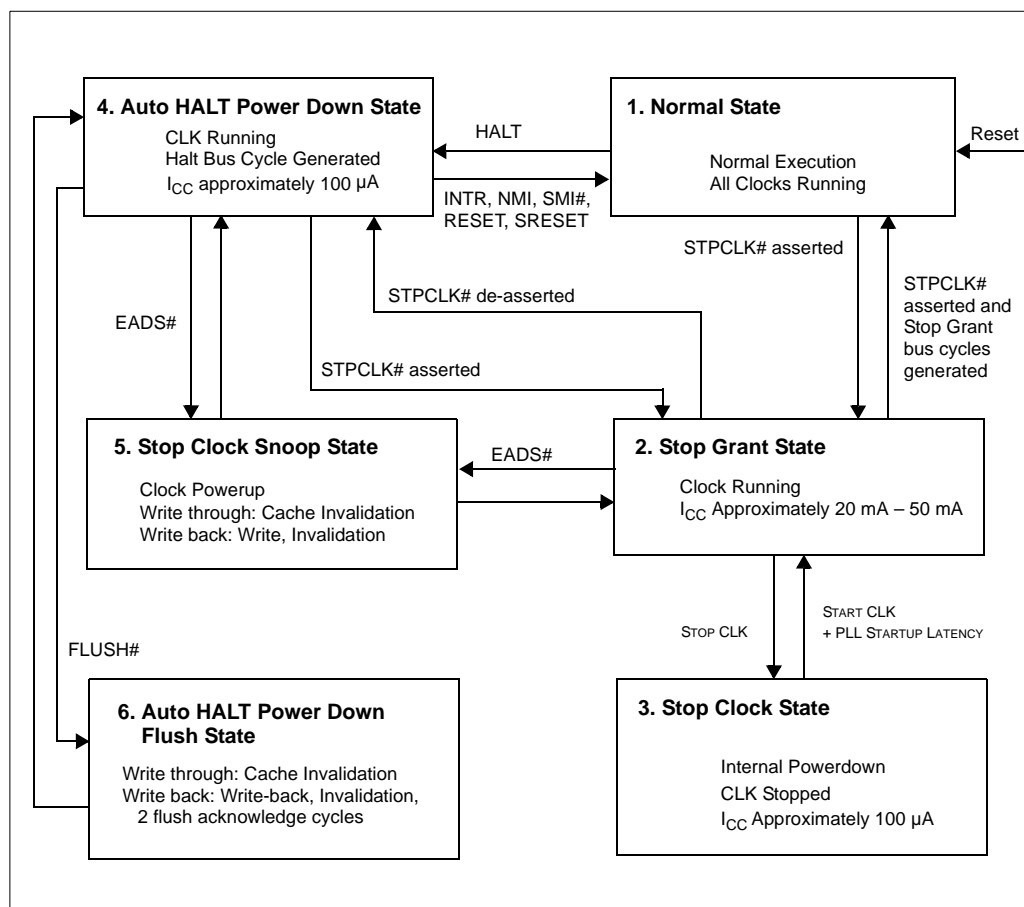 4. Auto HALT Power Down State
CLK Running
Halt Bus Cycle Generated
ICC approximately 100 µA
HALT
INTR, NMI, SMI#,
RESET, SRESET
1. Normal State
Normal Execution
All Clocks Running
Reset
STPCLK# asserted
STPCLK#
asserted and
Stop Grant
bus cycles
generated
STPCLK# de-asserted
EADS#
STPCLK# asserted
5. Stop Clock Snoop State
Clock Powerup
Write through: Cache Invalidation
Write back: Write, Invalidation
EADS#
2. Stop Grant State
Clock Running
ICC Approximately 20 mA – 50 mA
STOP CLK
START CLK
+ PLL STARTUP LATENCY
FLUSH#
6. Auto HALT Power Down
Flush State
Write through: Cache Invalidation
Write back: Write-back, Invalidation,
2 flush acknowledge cycles
3. Stop Clock State
Internal Powerdown
CLK Stopped
ICC Approximately 100 µA